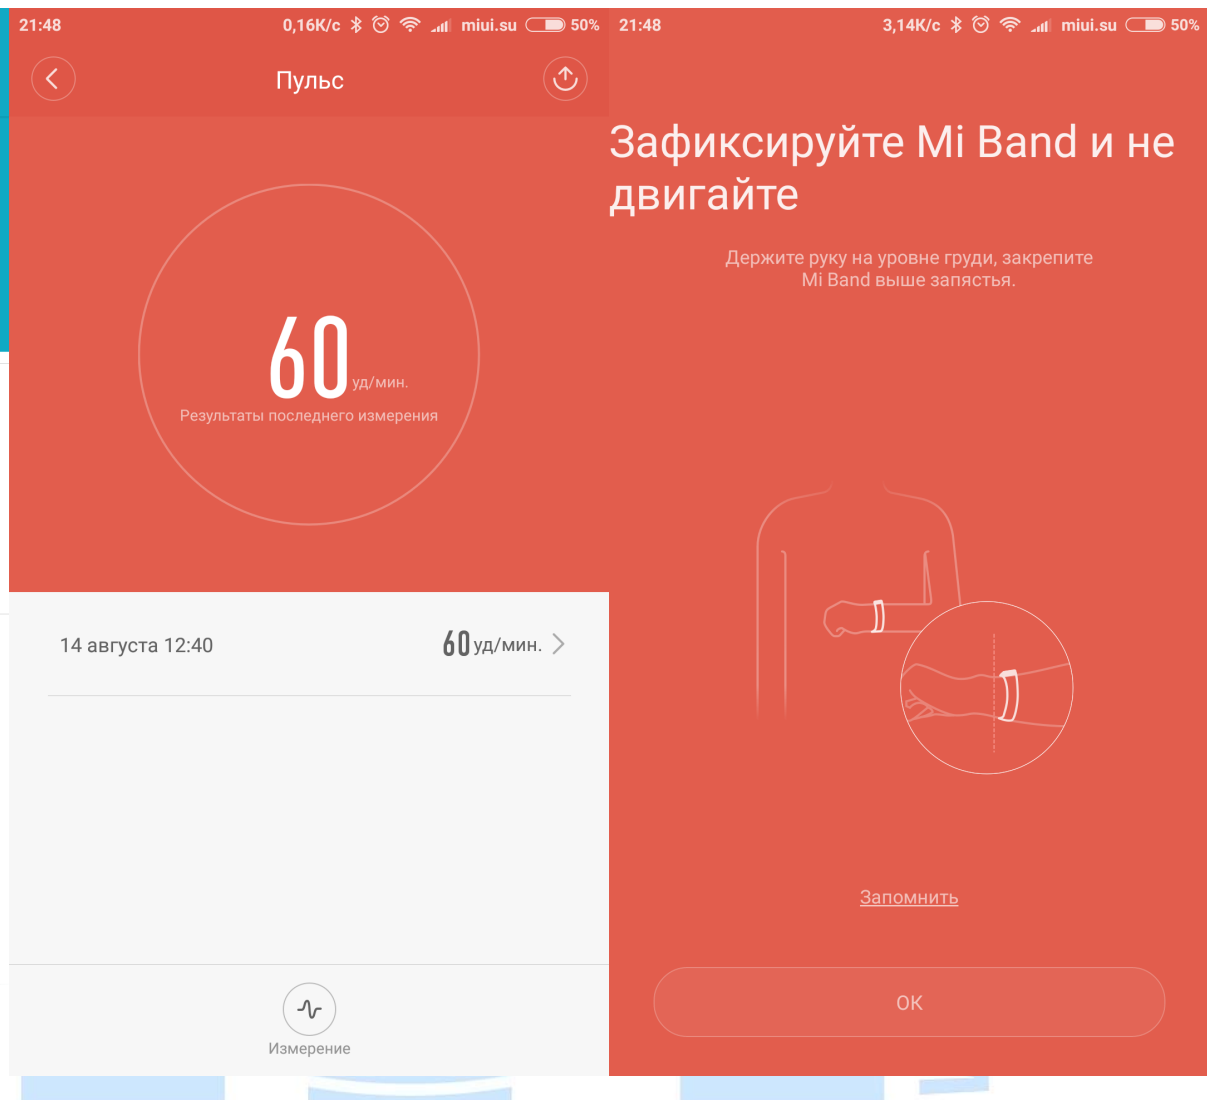 21:48
0,16К/с
miui.su
50%
Пульс
60 уд/мин.
Результаты последнего измерения
14 августа 12:40
60 уд/мин.
Измерение
21:48
3,14К/с
miui.su
50%
Зафиксируйте Mi Band и не
двигайте
Держите руку на уровне груди, закрепите
Mi Band выше запястья.
Запомнить
ОК